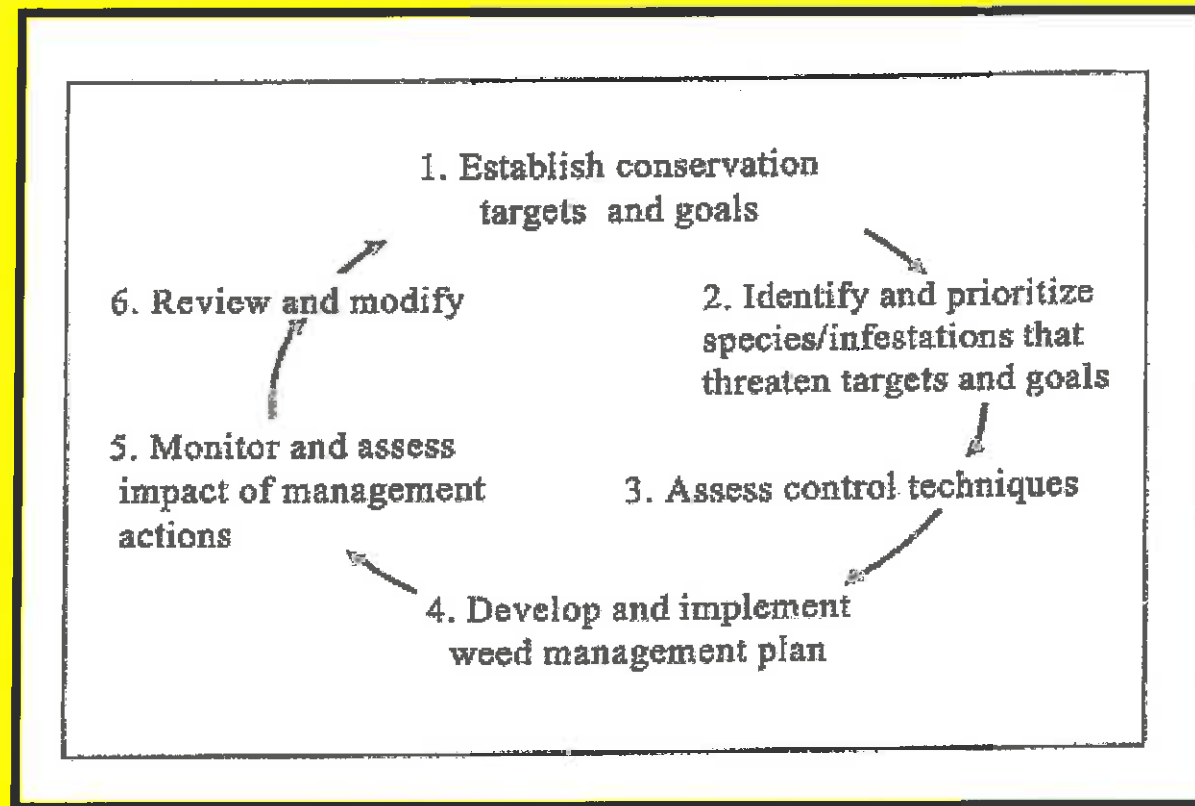 1. Establish conservation
targets and goals
2. Identify and prioritize
species/infestations that
threaten targets and goals
3. Assess control techniques
4. Develop and implement
weed management plan
5. Monitor and assess
impact of management
actions
6. Review and modify